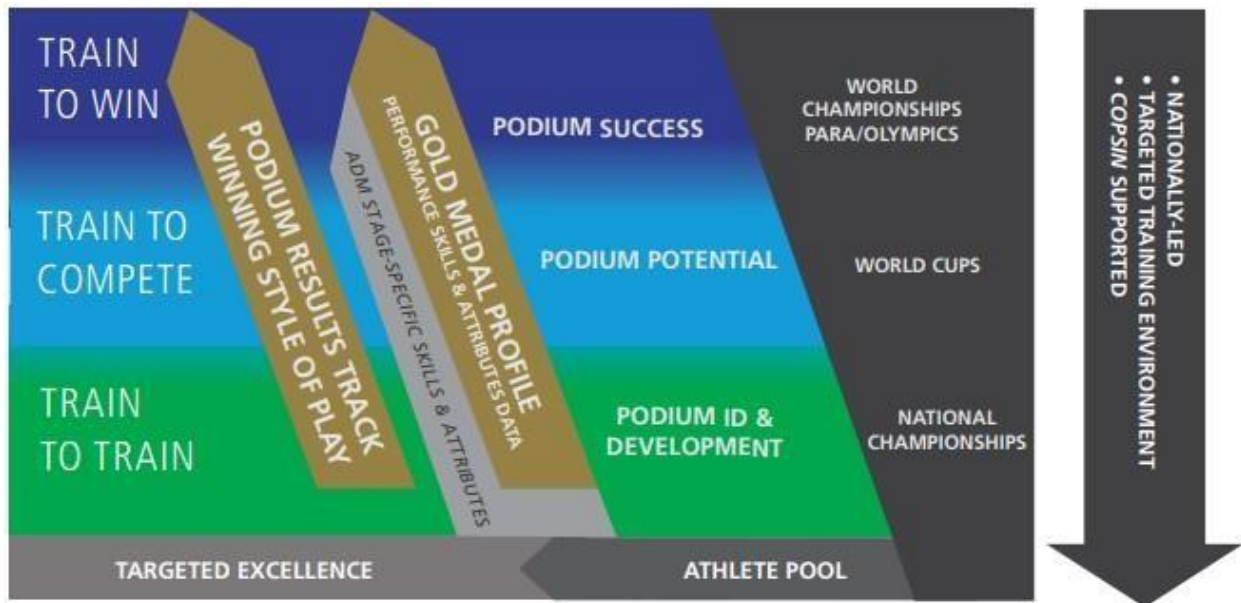 TRAIN
TO WIN
PODIUM RESULTS TRACK
WINNING STYLE OF PLAY
GOLD MEDAL PROFILE
PERFORMANCE SKILLS & ATTRIBUTES DATA
ADM STAGE-SPECIFIC SKILLS & ATTRIBUTES
PODIUM SUCCESS
WORLD
CHAMPIONSHIPS
PARA/OLYMPICS
TRAIN TO
COMPETE
PODIUM POTENTIAL
WORLD CUPS
TRAIN
TO TRAIN
PODIUM ID &
DEVELOPMENT
NATIONAL
CHAMPIONSHIPS
TARGETED EXCELLENCE
ATHLETE POOL
• NATIONALLY-LED
• TARGETED TRAINING ENVIRONMENT
• COPSIN SUPPORTED